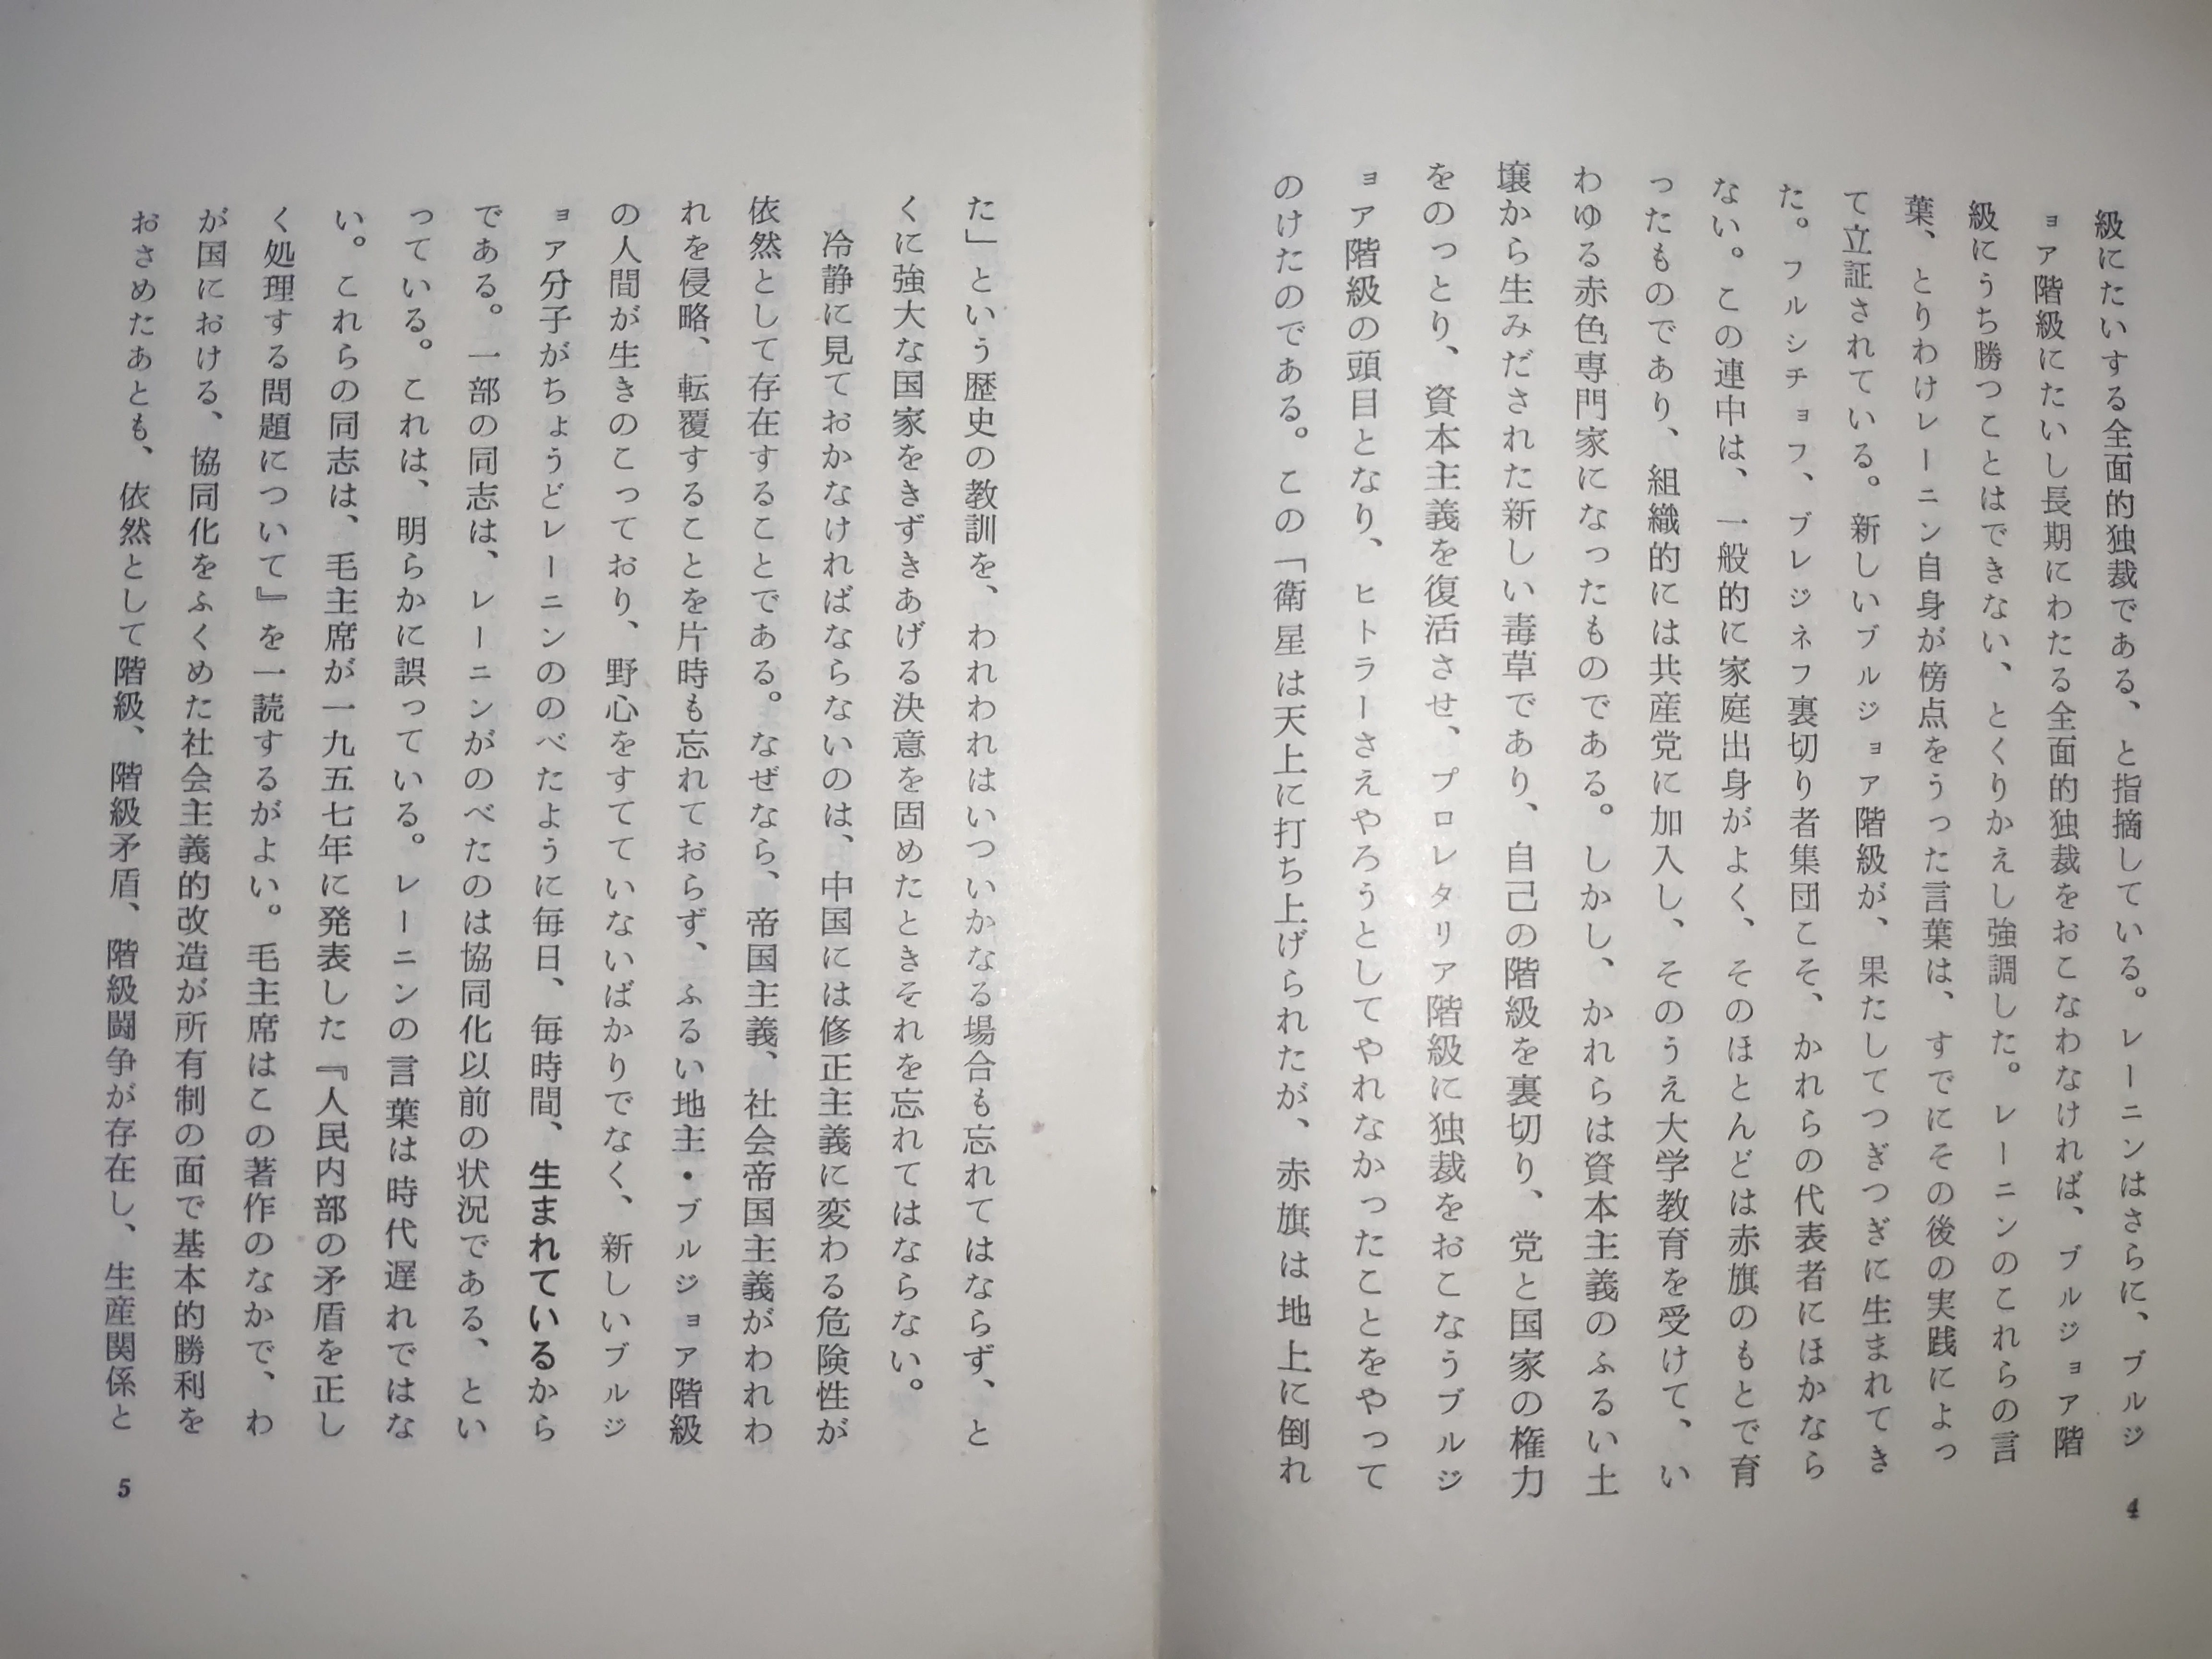 級にたいする全面的独裁である、と指摘している。レーニンはさらに、ブルジ
ョア階級にたいし長期にわたる全面的独裁をおこなわなければ、ブルジョア階
級にうち勝つことはできない、とくりかえし強調した。レーニンのこれらの言
葉、とりわけレーニン自身が傍点をうった言葉は、すでにその後の実践によっ
て立証されている。新しいブルジョア階級が、果たしてつぎつぎに生まれてき
た。フルシチョフ、ブレジネフ裏切り者集団こそ、かれらの代表者にほかなら
ない。この連中は、一般的に家庭出身がよく、そのほとんどは赤旗のもとで育
ったものであり、組織的には共産党に加入し、そのうえ大学教育を受けて、い
わゆる赤色専門家になったものである。しかし、かれらは資本主義のふるい土
壌から生みだされた新しい毒草であり、自己の階級を裏切り、党と国家の権力
をのっとり、資本主義を復活させ、プロレタリア階級に独裁をおこなうブルジ
ョア階級の頭目となり、ヒトラーさえやろうとしてやれなかったことをやって
のけたのである。この「衛星は天上に打ち上げられたが、赤旗は地上に倒れ
4
た」という歴史の教訓を、われわれはいついかなる場合も忘れてはならず、と
くに強大な国家をきずきあげる決意を固めたときそれを忘れてはならない。
冷静に見ておかなければならないのは、中国には修正主義に変わる危険性が
依然として存在することである。なぜなら、帝国主義、社会帝国主義がわれわ
れを侵略、転覆することを片時も忘れておらず、ふるい地主・ブルジョア階級
の人間が生きのこっており、野心をすてていないばかりでなく、新しいブルジ
ョア分子がちょうどレーニンののべたように毎日、毎時間、生まれているから
である。一部の同志は、レーニンがのべたのは協同化以前の状況である、とい
っている。これは、明らかに誤っている。レーニンの言葉は時代遅れではな
い。これらの同志は、毛主席が一九五七年に発表した『人民内部の矛盾を正し
く処理する問題について』を一読するがよい。毛主席はこの著作のなかで、わ
が国における、協同化をふくめた社会主義的改造が所有制の面で基本的勝利を
おさめたあとも、依然として階級、階級矛盾、階級闘争が存在し、生産関係と
5